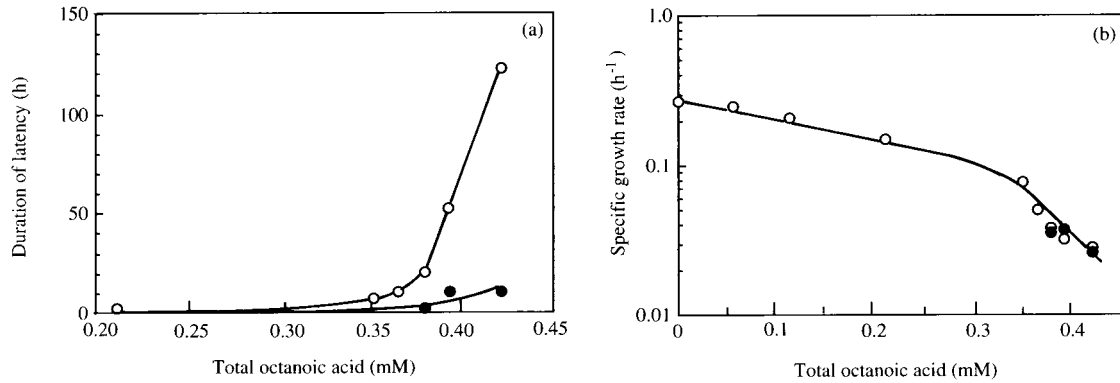 (a)
150
100
50
0
0.20 0.25 0.30 0.35 0.40 0.45
Duration of latency (h)
Total octanoic acid (mM)
(b)
1.0
0.1
0.01
0 0.1 0.2 0.3 0.4
Specific growth rate (h⁻¹)
Total octanoic acid (mM)